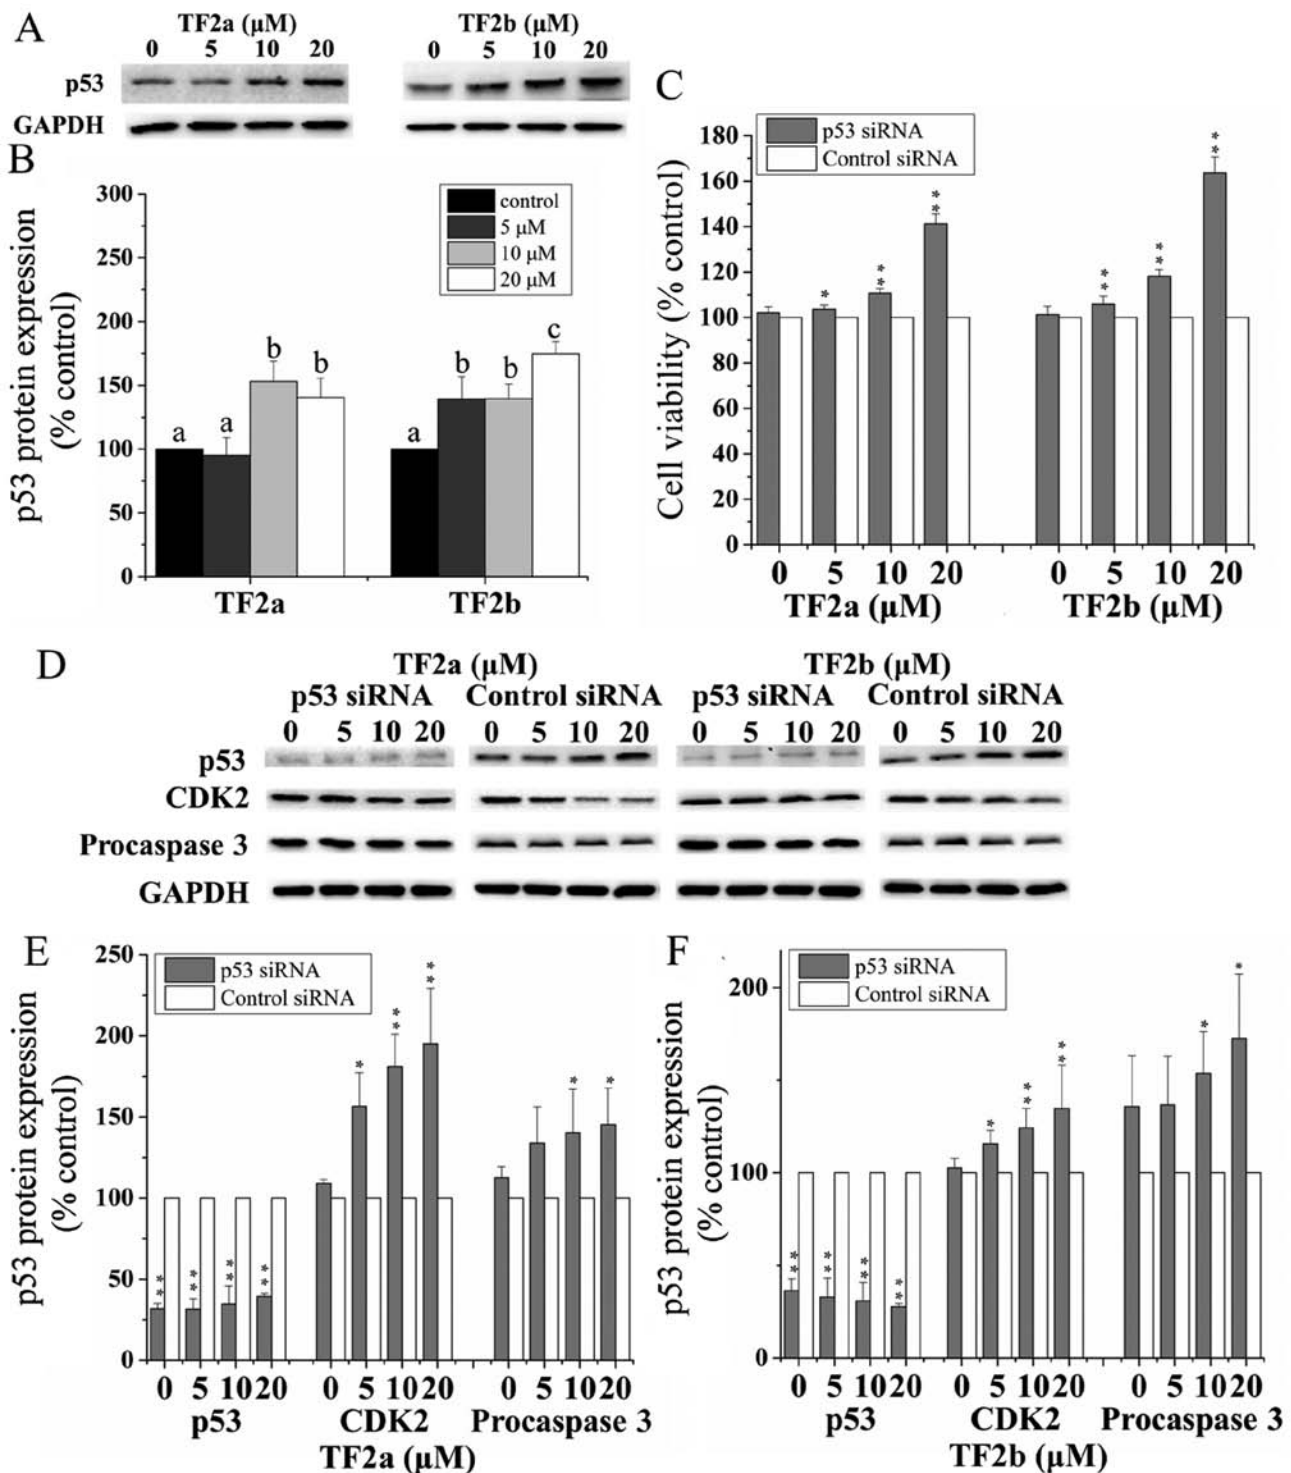 A
TF2a (μM)
0 5 10 20
TF2b (μM)
0 5 10 20
p53
GAPDH
B
p53 protein expression
(% control)
300
250
200
150
100
50
0
control
5 μM
10 μM
20 μM
a a b b
a b b c
TF2a TF2b
C
Cell viability (% control)
180
160
140
120
100
80
60
40
20
0
p53 siRNA
Control siRNA
* ** **
** ** **
0 5 10 20 0 5 10 20
TF2a (μM) TF2b (μM)
D
TF2a (μM) TF2b (μM)
p53 siRNA Control siRNA p53 siRNA Control siRNA
0 5 10 20 0 5 10 20 0 5 10 20 0 5 10 20
p53
CDK2
Procaspase 3
GAPDH
E
p53 protein expression
(% control)
250
200
150
100
50
0
p53 siRNA
Control siRNA
** ** ** ** * ** ** * *
0 5 10 20 0 5 10 20 0 5 10 20
p53 CDK2 Procaspase 3
TF2a (μM)
F
p53 protein expression
(% control)
200
100
0
p53 siRNA
Control siRNA
** ** ** ** * ** ** * *
0 5 10 20 0 5 10 20 0 5 10 20
p53 CDK2 Procaspase 3
TF2b (μM)